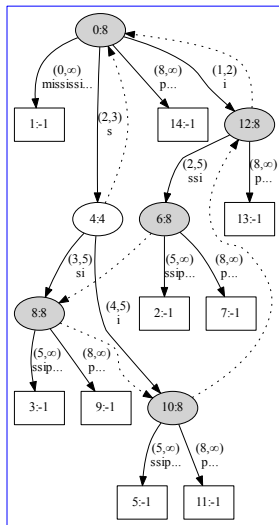 0:8
(0,∞)
mississi...
(8,∞)
p...
(1,2)
i
(2,3)
s
1:-1
14:-1
12:8
(2,5)
ssi
(8,∞)
p...
4:4
6:8
13:-1
(3,5)
si
(4,5)
i
(5,∞)
ssip...
(8,∞)
p...
8:8
2:-1
7:-1
(5,∞)
ssip...
(8,∞)
p...
3:-1
9:-1
10:8
(5,∞)
ssip...
(8,∞)
p...
5:-1
11:-1